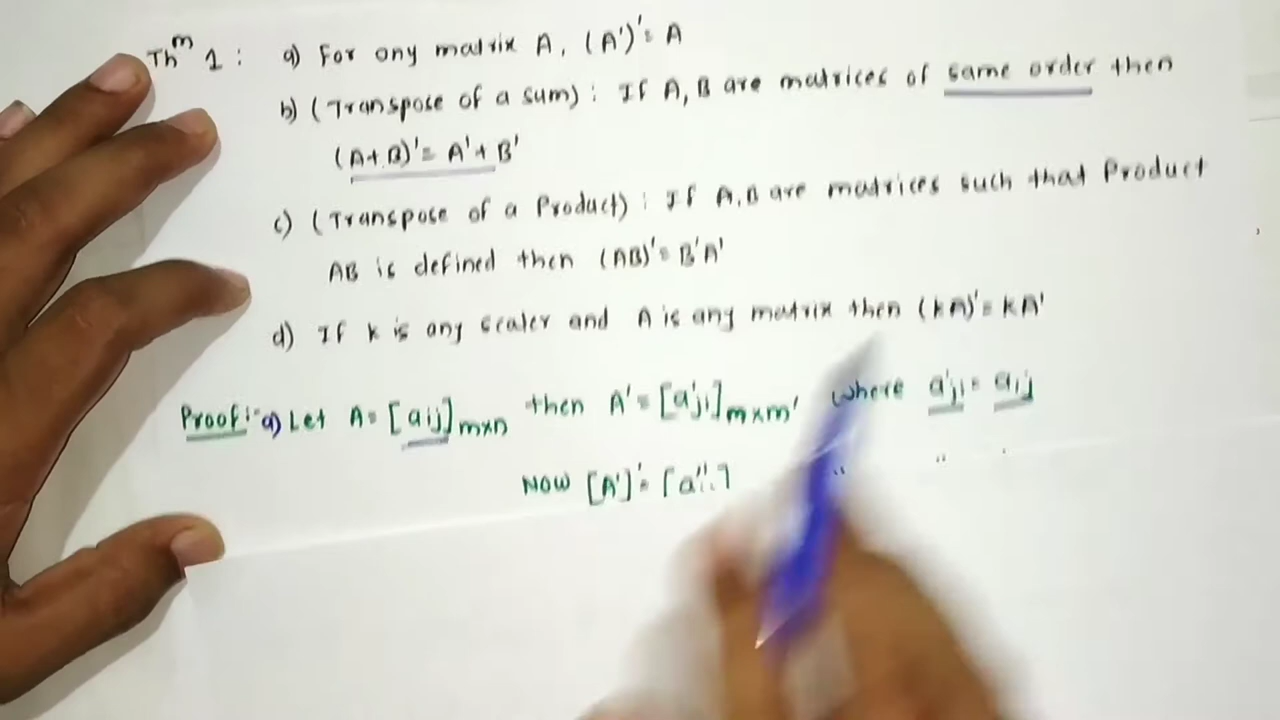 Thm 1: a) For any matrix A, (A')' = A
b) (Transpose of a sum) : If A, B are matrices of same order then
(A+B)' = A' + B'
c) (Transpose of a Product) : If A, B are matrices such that Product
AB is defined then (AB)' = B'A'
d) If k is any scaler and A is any matrix then (kA)' = kA'
Proof:- a) Let A = [aij]m×n then A' = [a'ji]m×m' where a'ji = aij
Now [A']' = [a''